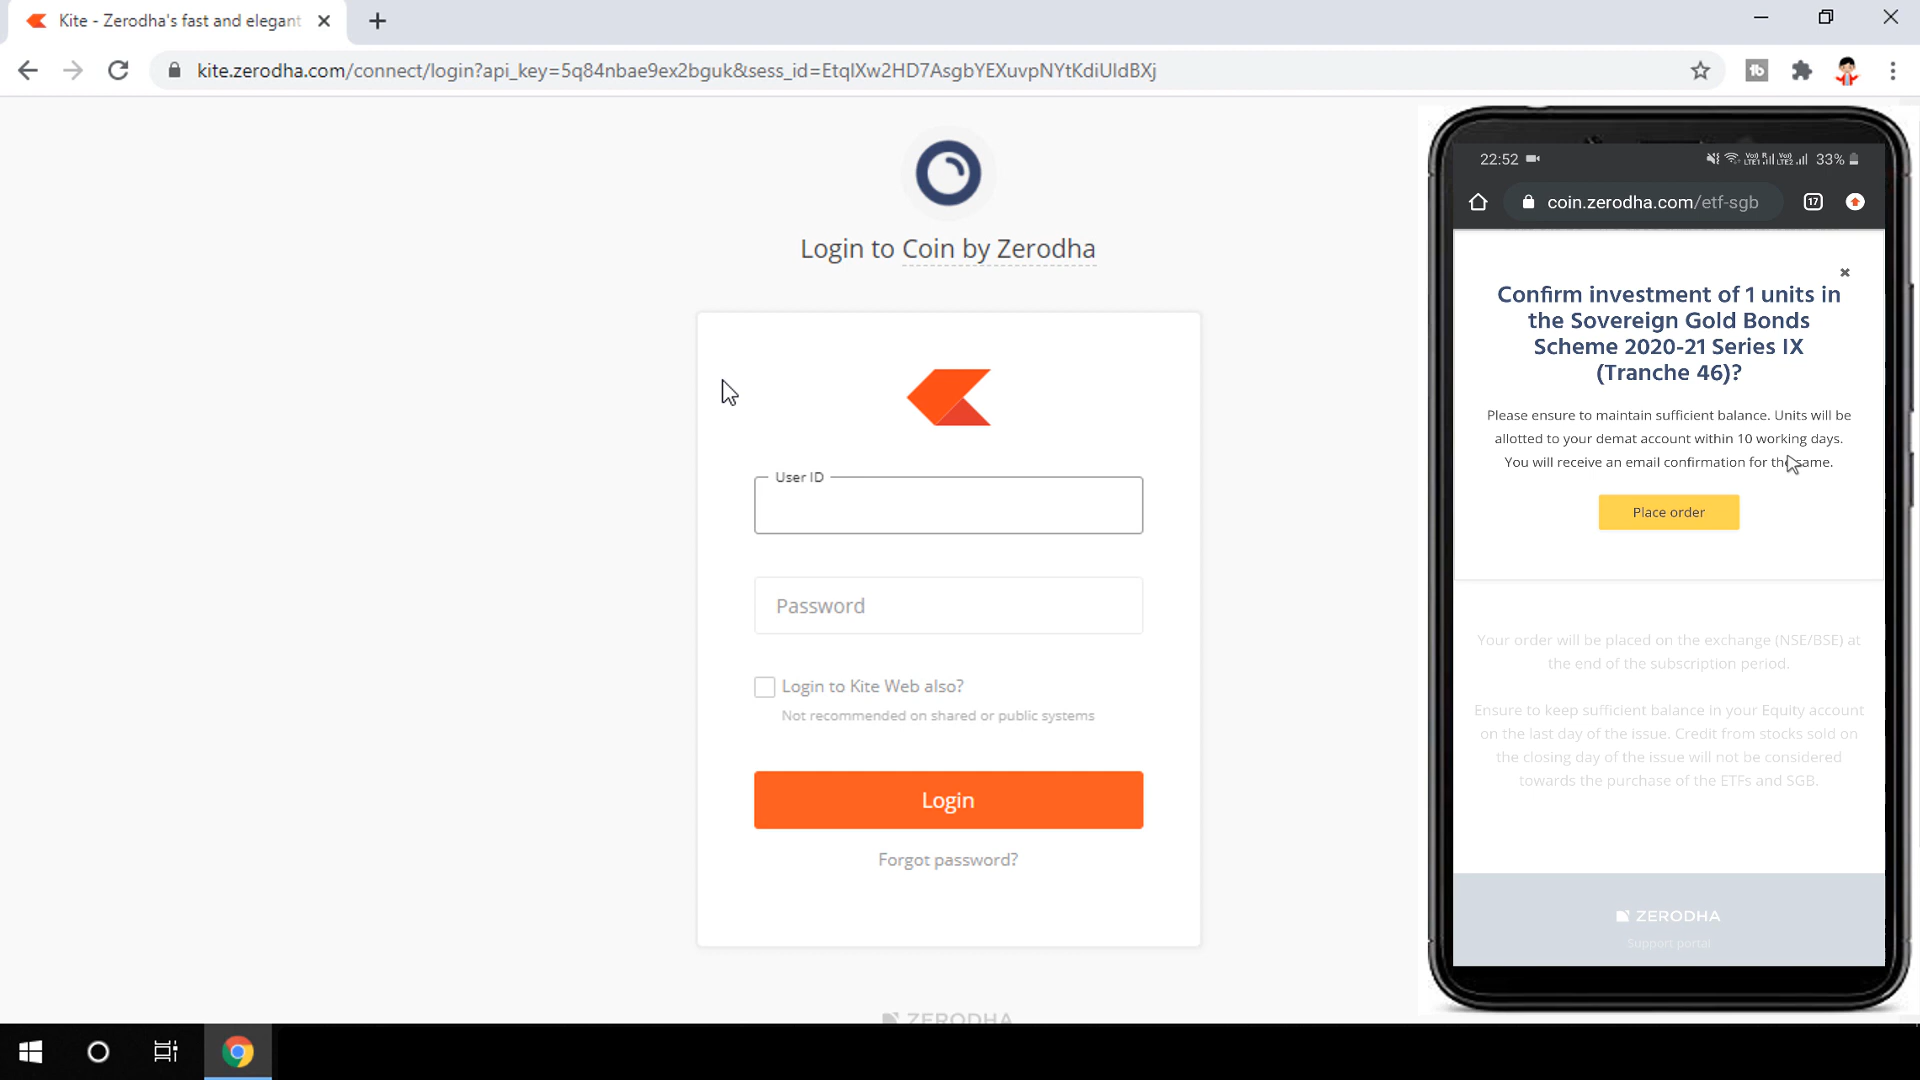 Kite - Zerodha's fast and elegant
kite.zerodha.com/connect/login?api_key=5q84nbae9ex2bguk&sess_id=EtqlXw2HD7AsgbYEXuvpNYtKdiUldBXj
Login to Coin by Zerodha
User ID
Password
Login to Kite Web also?
Not recommended on shared or public systems
Login
Forgot password?
ZERODHA
22:52
33%
coin.zerodha.com/etf-sgb
17
Confirm investment of 1 units in
the Sovereign Gold Bonds
Scheme 2020-21 Series IX
(Tranche 46)?
Please ensure to maintain sufficient balance. Units will be
allotted to your demat account within 10 working days.
You will receive an email confirmation for the same.
Place order
Your order will be placed on the exchange (NSE/BSE) at
the end of the subscription period.
Ensure to keep sufficient balance in your Equity account
on the last day of the issue. Credit from stocks sold on
the closing day of the issue will not be considered
towards the purchase of the ETFs and SGB.
ZERODHA
Support portal